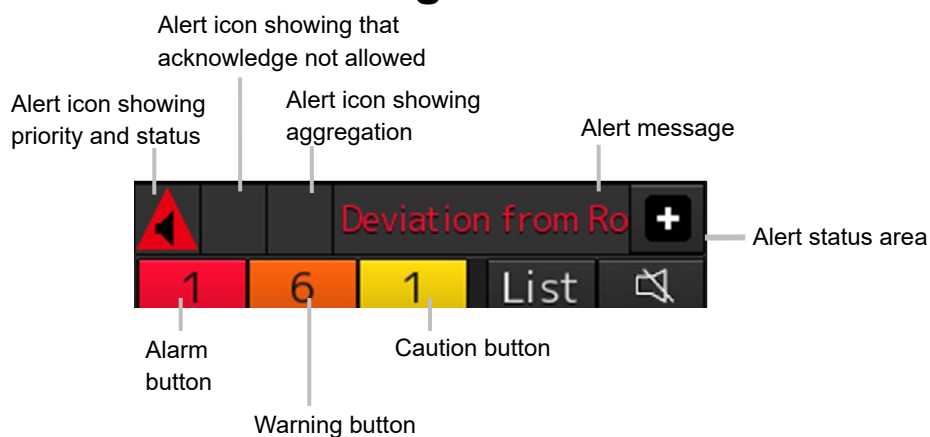 Alert icon showing that
acknowledge not allowed
Alert icon showing
priority and status
Alert icon showing
aggregation
Alert message
Deviation from Ro
Alert status area
1 6 1 List
Alarm
button
Caution button
Warning button